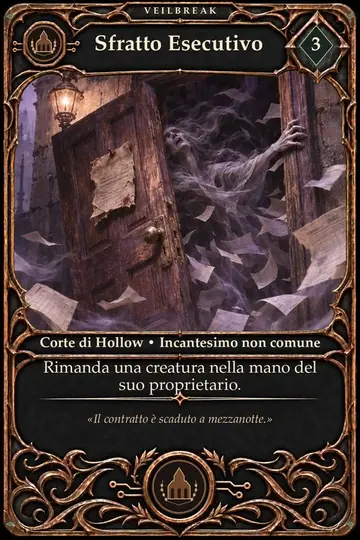 VEILBREAK
Sfratto Esecutivo
3
Corte di Hollow • Incantesimo non comune
Rimanda una creatura nella mano del
suo proprietario.
«Il contratto è scaduto a mezzanotte.»